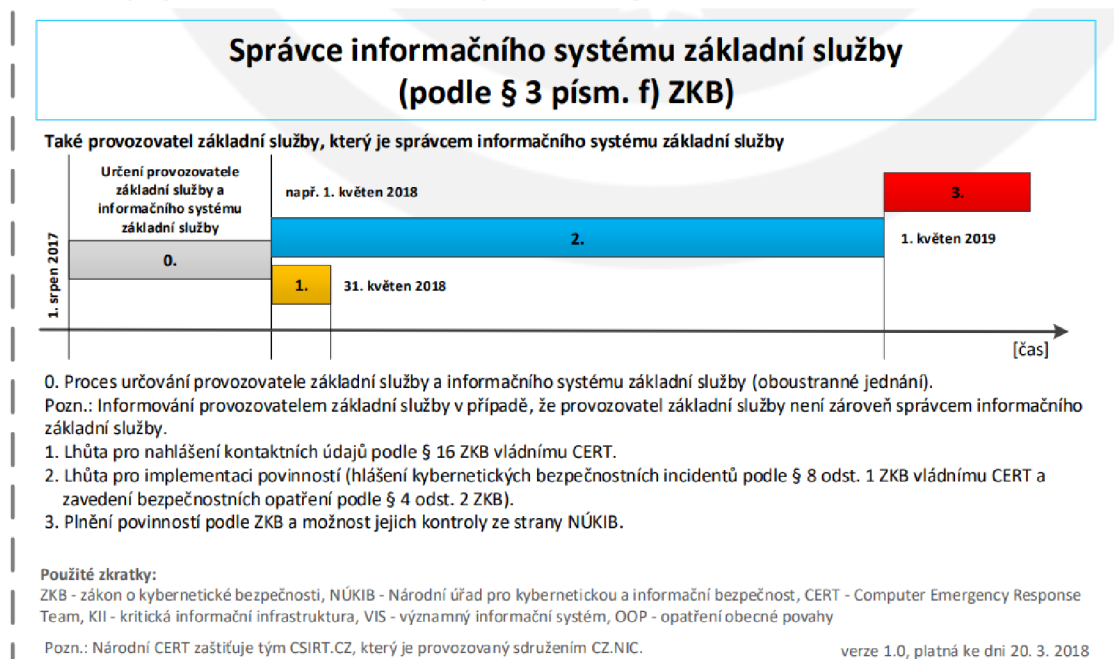 Správce informačního systému základní služby
(podle § 3 písm. f) ZKB)
Také provozovatel základní služby, který je správcem informačního systému základní služby
Určení provozovatele
základní služby a
informačního systému
základní služby
např. 1. květen 2018
3.
2.
1. květen 2019
0.
1. srpen 2017
1.
31. květen 2018
[čas]
0. Proces určování provozovatele základní služby a informačního systému základní služby (oboustranné jednání).
Pozn.: Informování provozovatelem základní služby v případě, že provozovatel základní služby není zároveň správcem informačního
základní služby.
1. Lhůta pro nahlášení kontaktních údajů podle § 16 ZKB vládnímu CERT.
2. Lhůta pro implementaci povinností (hlášení kybernetických bezpečnostních incidentů podle § 8 odst. 1 ZKB vládnímu CERT a
zavedení bezpečnostních opatření podle § 4 odst. 2 ZKB).
3. Plnění povinností podle ZKB a možnost jejich kontroly ze strany NÚKIB.
Použité zkratky:
ZKB - zákon o kybernetické bezpečnosti, NÚKIB - Národní úřad pro kybernetickou a informační bezpečnost, CERT - Computer Emergency Response
Team, KII - kritická informační infrastruktura, VIS - významný informační systém, OOP - opatření obecné povahy
Pozn.: Národní CERT zaštiťuje tým CSIRT.CZ, který je provozovaný sdružením CZ.NIC.
verze 1.0, platná ke dni 20. 3. 2018